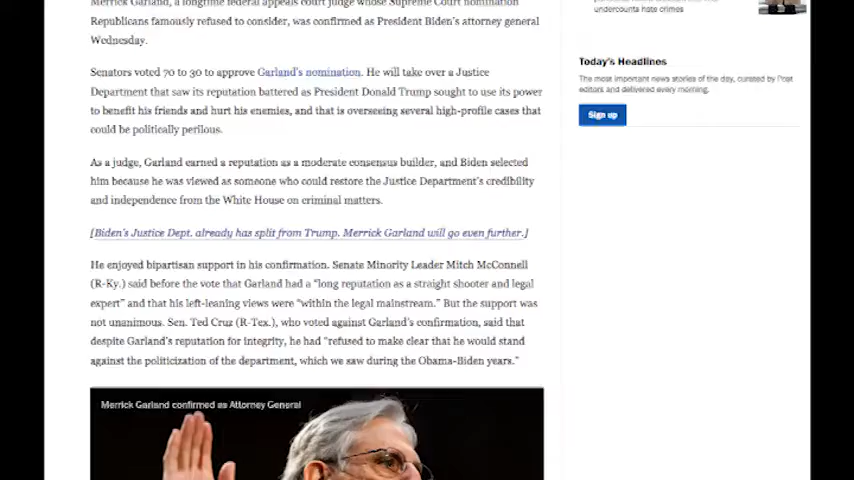 Merrick Garland, a longtime federal appeals court judge whose Supreme Court nomination
Republicans famously refused to consider, was confirmed as President Biden's attorney general
Wednesday.
Senators voted 70 to 30 to approve Garland's nomination. He will take over a Justice
Department that saw its reputation battered as President Donald Trump sought to use its power
to benefit his friends and hurt his enemies, and that is overseeing several high-profile cases that
could be politically perilous.
As a judge, Garland earned a reputation as a moderate consensus builder, and Biden selected
him because he was viewed as someone who could restore the Justice Department's credibility
and independence from the White House on criminal matters.
[Biden's Justice Dept. already has split from Trump. Merrick Garland will go even further.]
He enjoyed bipartisan support in his confirmation. Senate Minority Leader Mitch McConnell
(R-Ky.) said before the vote that Garland had a “long reputation as a straight shooter and legal
expert” and that his left-leaning views were “within the legal mainstream.” But the support was
not unanimous. Sen. Ted Cruz (R-Tex.), who voted against Garland's confirmation, said that
despite Garland's reputation for integrity, he had “refused to make clear that he would stand
against the politicization of the department, which we saw during the Obama-Biden years.”
Merrick Garland confirmed as Attorney General
undercounts hate crimes
Today's Headlines
The most important news stories of the day, curated by Post
editors and delivered every morning.
Sign up